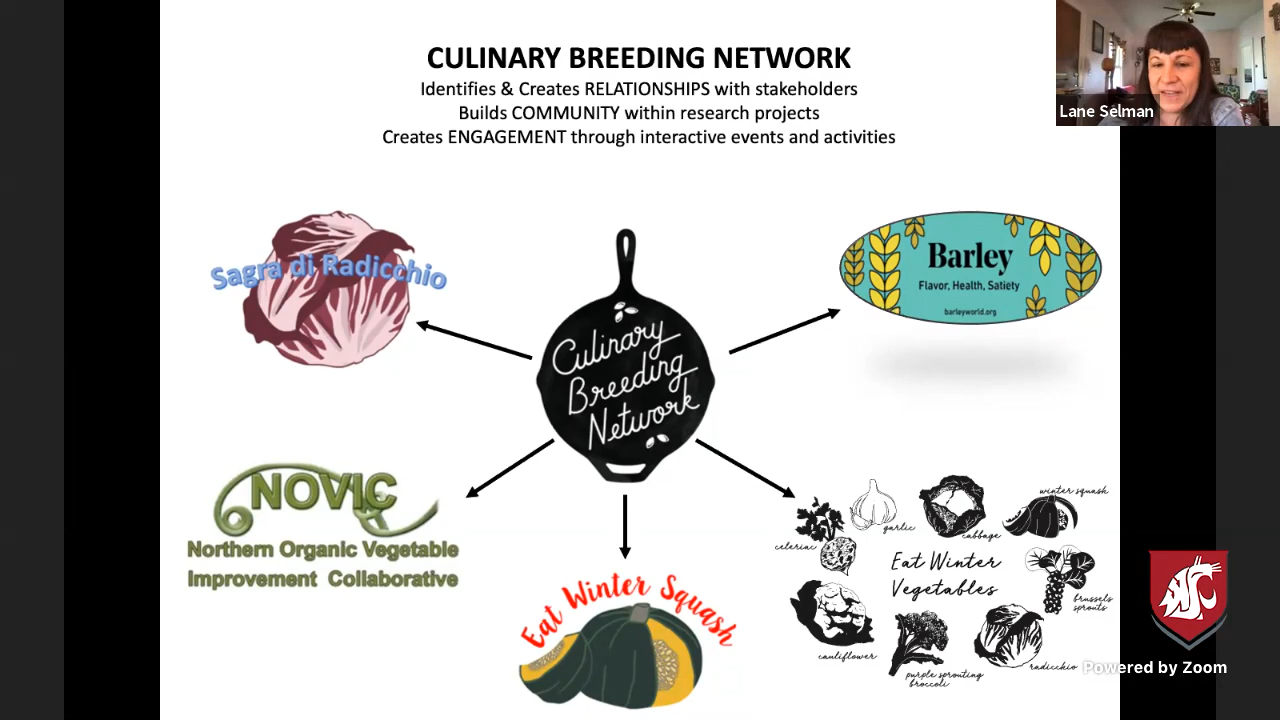 CULINARY BREEDING NETWORK
Identifies & Creates RELATIONSHIPS with stakeholders
Builds COMMUNITY within research projects
Creates ENGAGEMENT through interactive events and activities
Lane Selman
Sagra di Radicchio
Culinary
Breeding
Network
Barley
Flavor, Health, Satiety
barleyworld.org
NOVIC
Northern Organic Vegetable
Improvement Collaborative
Eat Winter Squash
celeriac
garlic
cabbage
winter squash
Eat Winter
Vegetables
brussels
sprouts
cauliflower
purple sprouting
broccoli
radicchio
Powered by Zoom